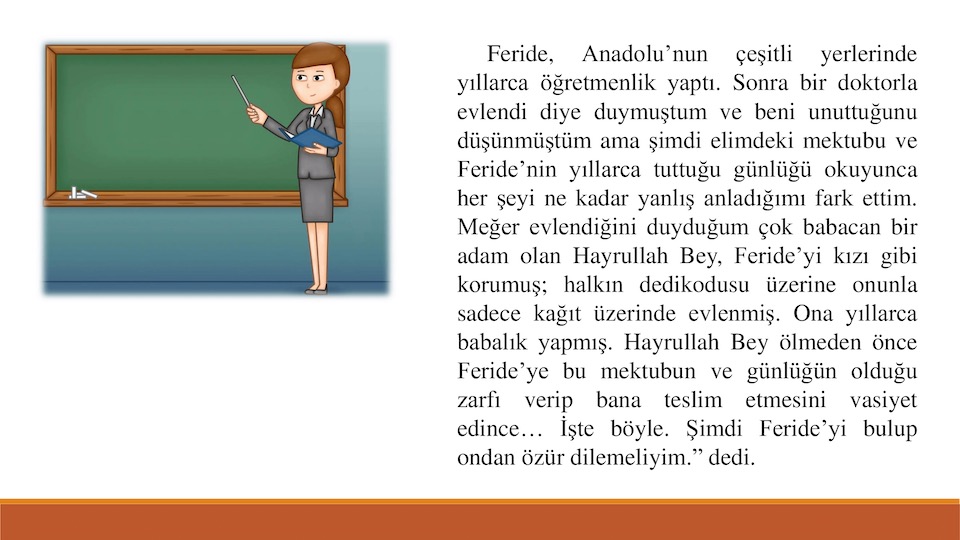 Feride, Anadolu’nun çeşitli yerlerinde
yıllarca öğretmenlik yaptı. Sonra bir doktorla
evlendi diye duymuştum ve beni unuttuğunu
düşünmüştüm ama şimdi elimdeki mektubu ve
Feride’nin yıllarca tuttuğu günlüğü okuyunca
her şeyi ne kadar yanlış anladığımı fark ettim.
Meğer evlendiğini duyduğum çok babacan bir
adam olan Hayrullah Bey, Feride’yi kızı gibi
korumuş; halkın dedikodusu üzerine onunla
sadece kağıt üzerinde evlenmiş. Ona yıllarca
babalık yapmış. Hayrullah Bey ölmeden önce
Feride’ye bu mektubun ve günlüğün olduğu
zarfı verip bana teslim etmesini vasiyet
edince… İşte böyle. Şimdi Feride’yi bulup
ondan özür dilemeliyim.” dedi.